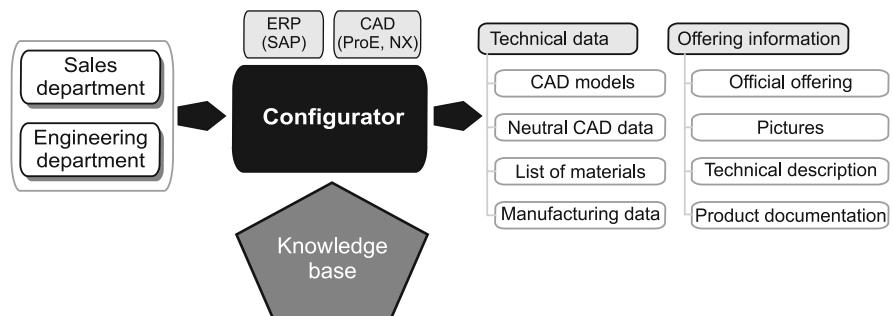 Sales
department
Engineering
department
ERP
(SAP)
CAD
(ProE, NX)
Configurator
Knowledge
base
Technical data
CAD models
Neutral CAD data
List of materials
Manufacturing data
Offering information
Official offering
Pictures
Technical description
Product documentation